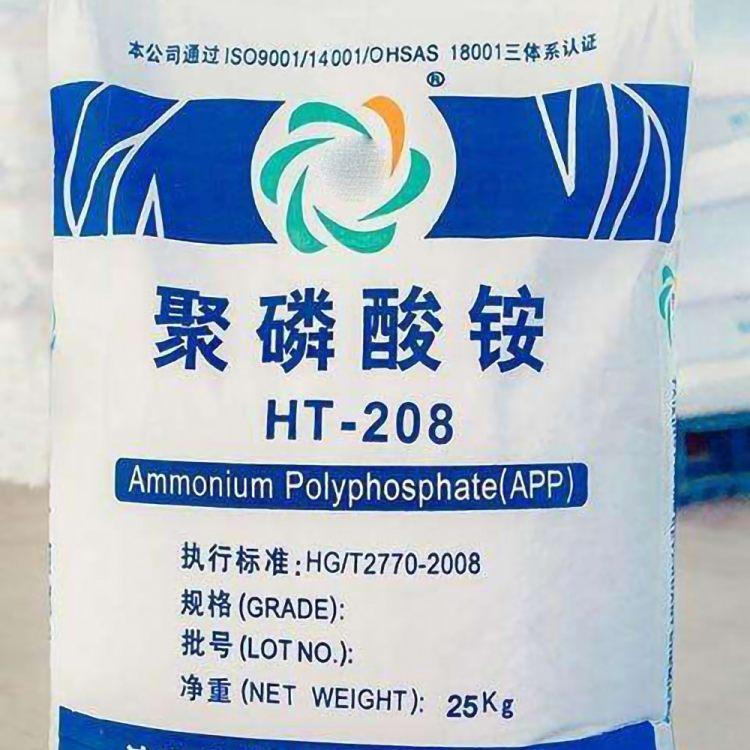 本公司通过ISO9001/14001/OHSAS 18001三体系认证
®
聚磷酸铵
HT-208
Ammonium Polyphosphate(APP)
执行标准:HG/T2770-2008
规格(GRADE):
批号(LOT NO.):
净重(NET WEIGHT): 25Kg